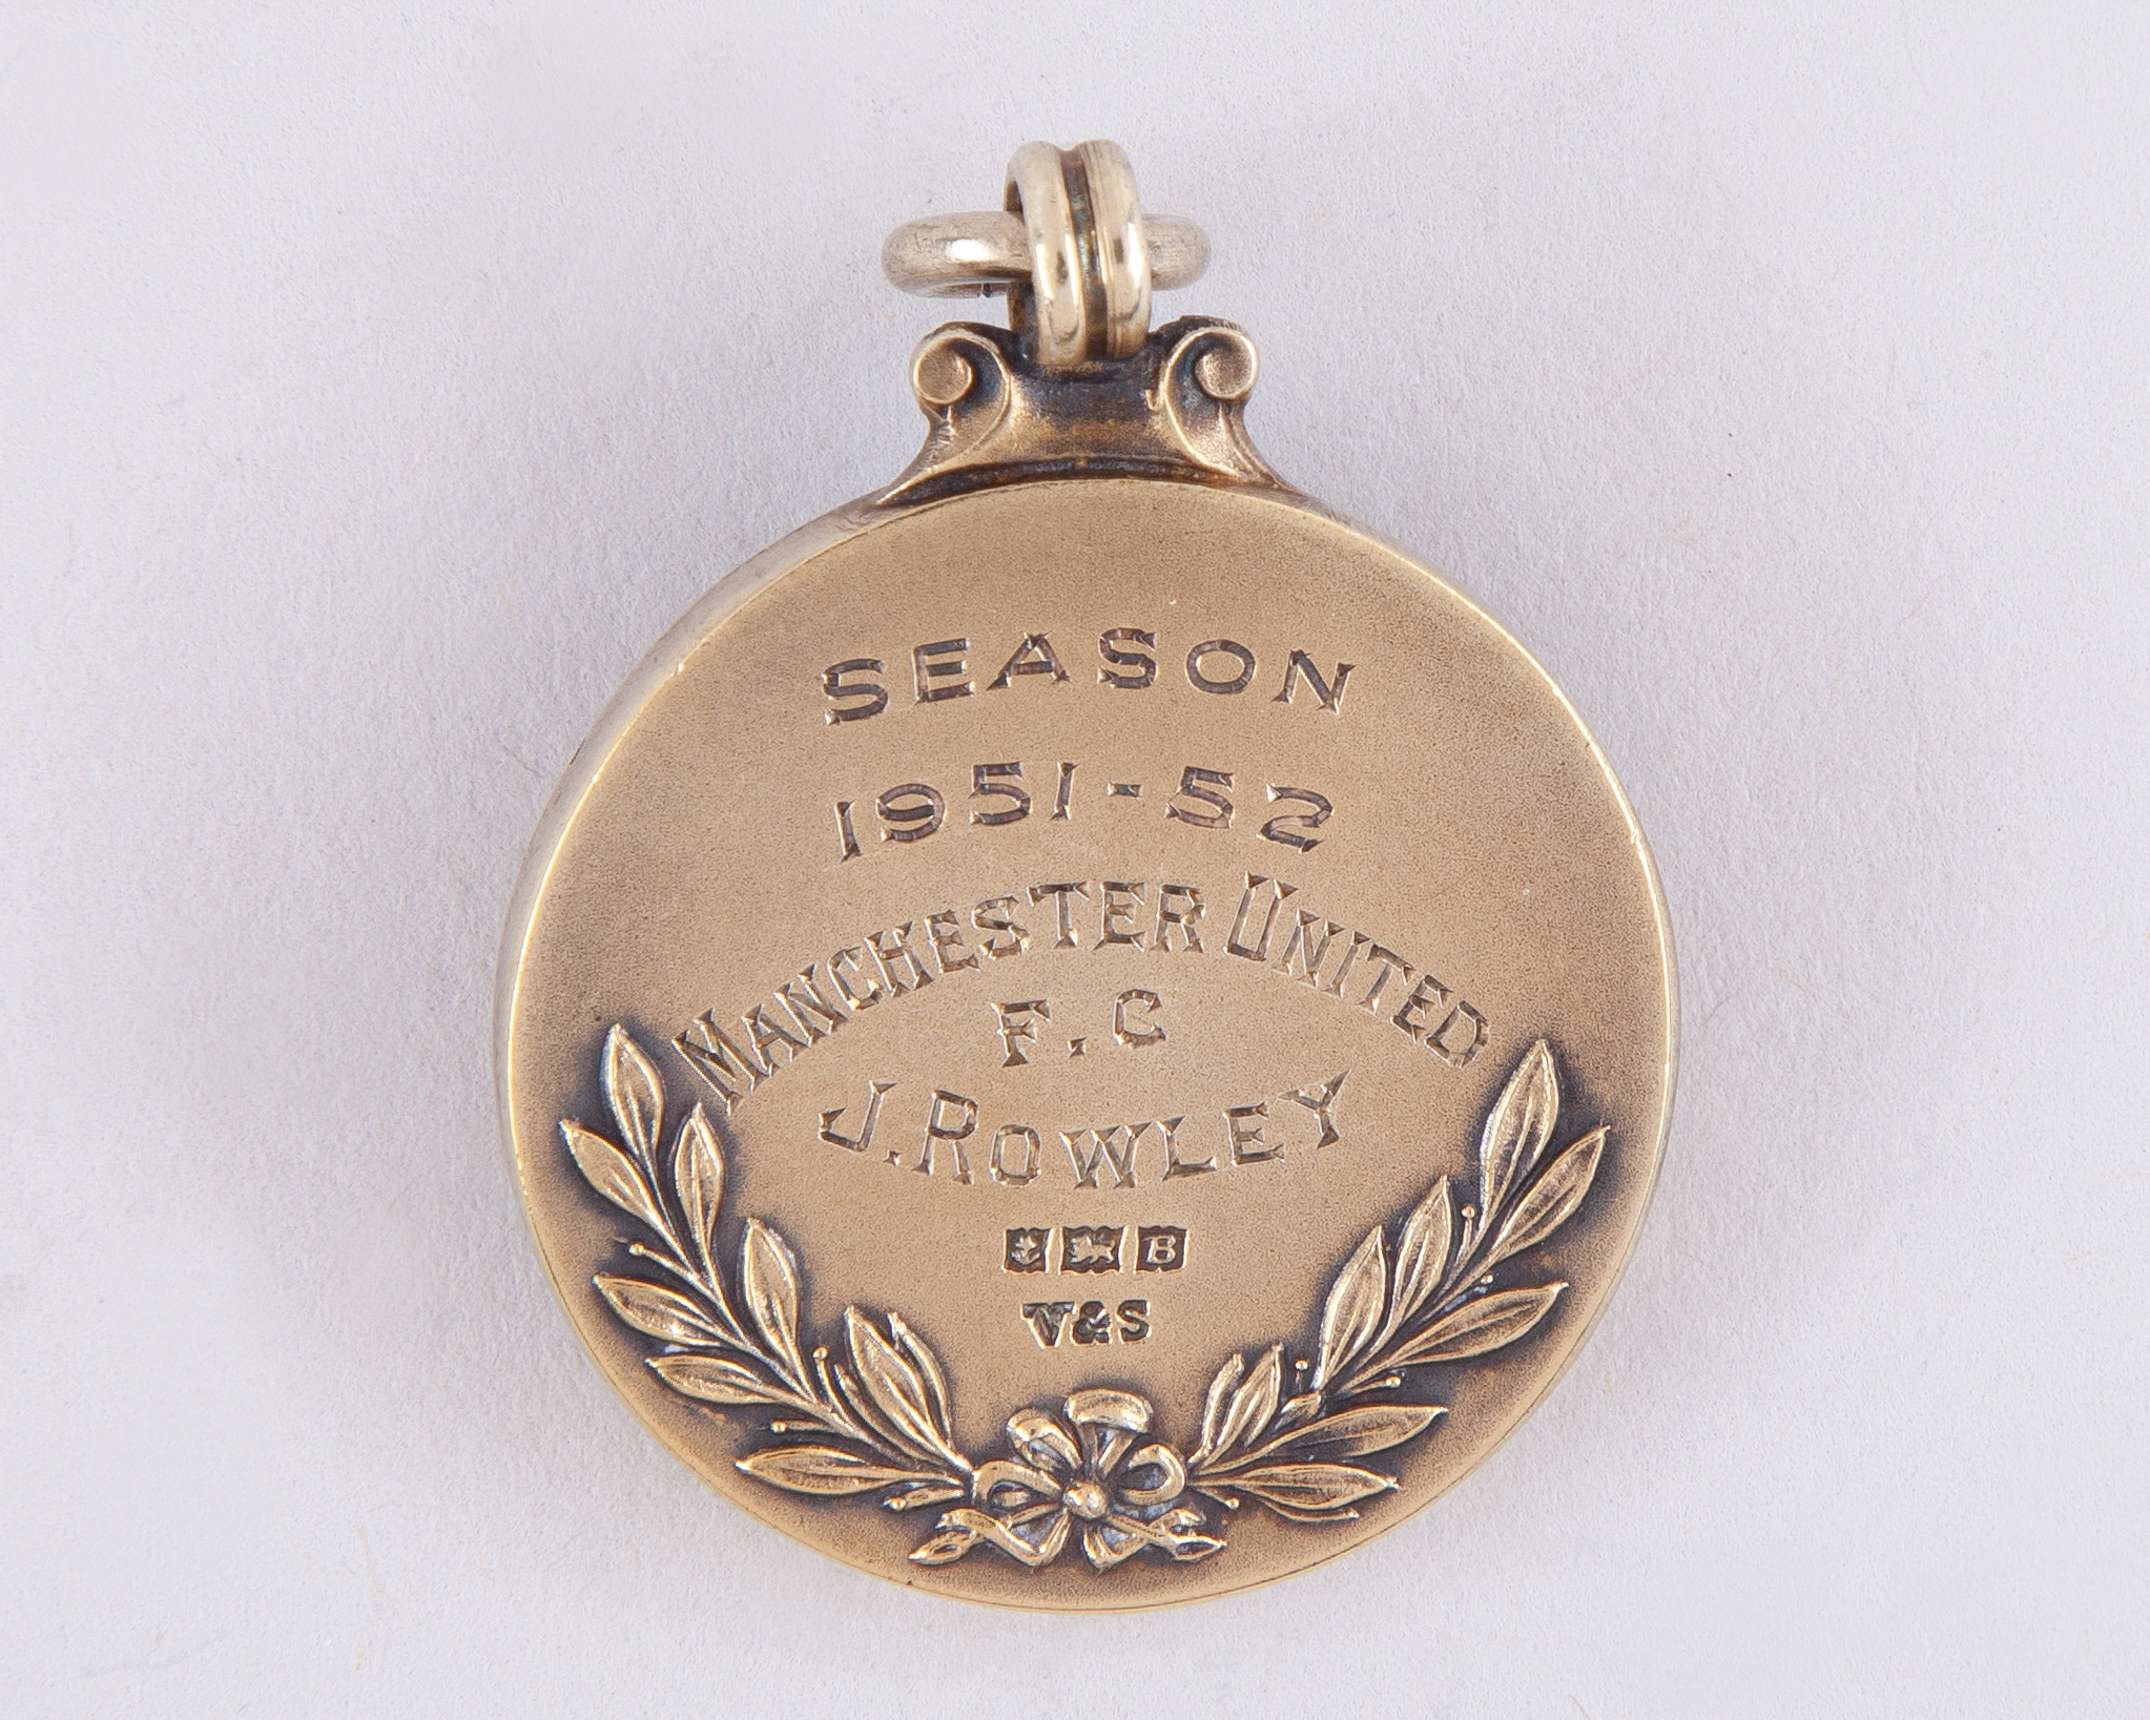 SEASON
1951-52
MANCHESTER UNITED
F.C
J. ROWLEY
B
W&S